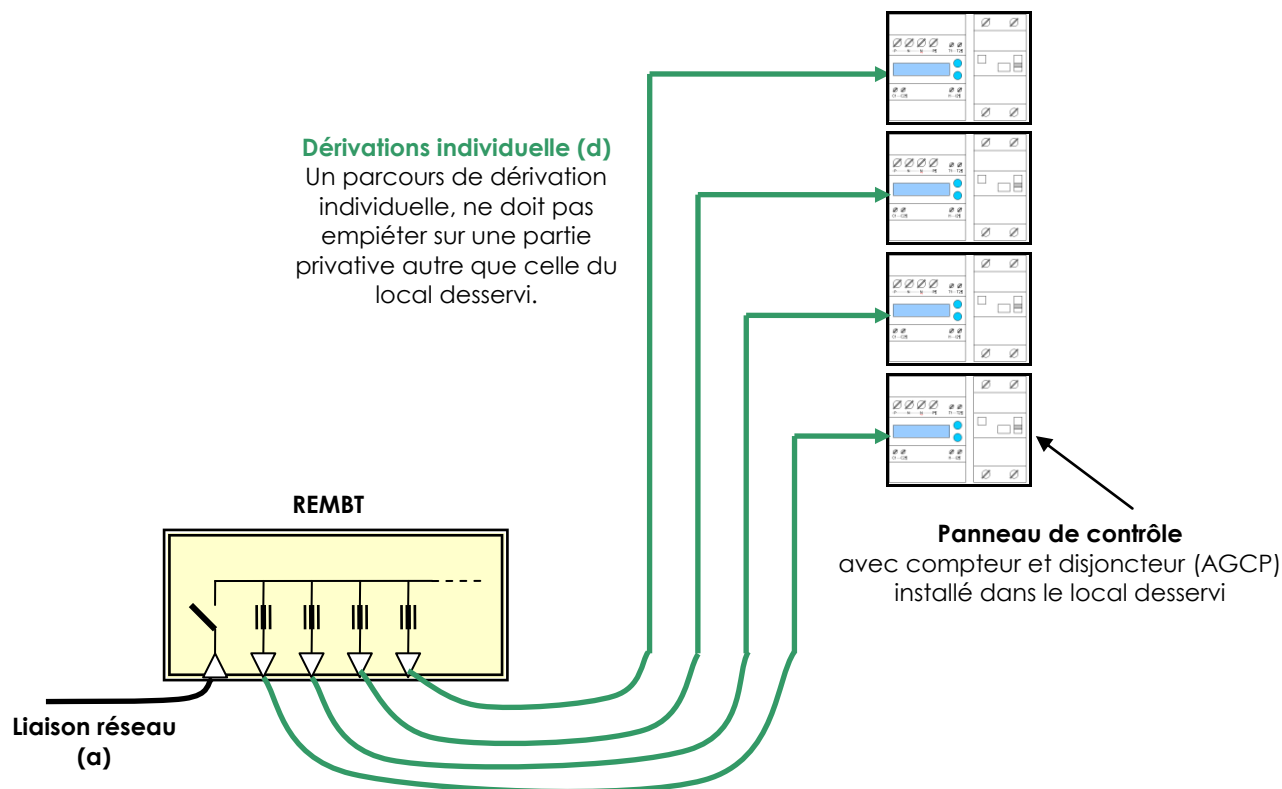 Dérivations individuelle (d)
Un parcours de dérivation
individuelle, ne doit pas
empiéter sur une partie
privative autre que celle du
local desservi.
REMBT
Panneau de contrôle
avec compteur et disjoncteur (AGCP)
installé dans le local desservi
Liaison réseau
(a)